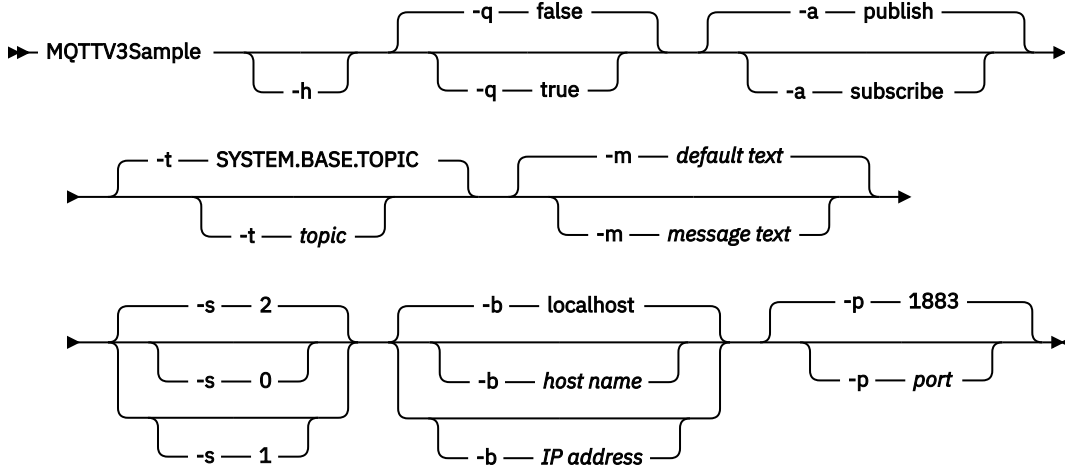 -q false -a publish
MQTTV3Sample
-h -q true -a subscribe
-t SYSTEM.BASE.TOPIC -m default text
-t topic -m message text
-s 2 -b localhost -p 1883
-s 0 -b host name -p port
-s 1 -b IP address